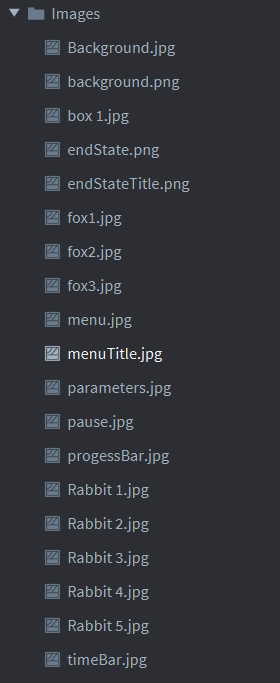 Images
Background.jpg
background.png
box 1.jpg
endState.png
endStateTitle.png
fox1.jpg
fox2.jpg
fox3.jpg
menu.jpg
menuTitle.jpg
parameters.jpg
pause.jpg
progessBar.jpg
Rabbit 1.jpg
Rabbit 2.jpg
Rabbit 3.jpg
Rabbit 4.jpg
Rabbit 5.jpg
timeBar.jpg